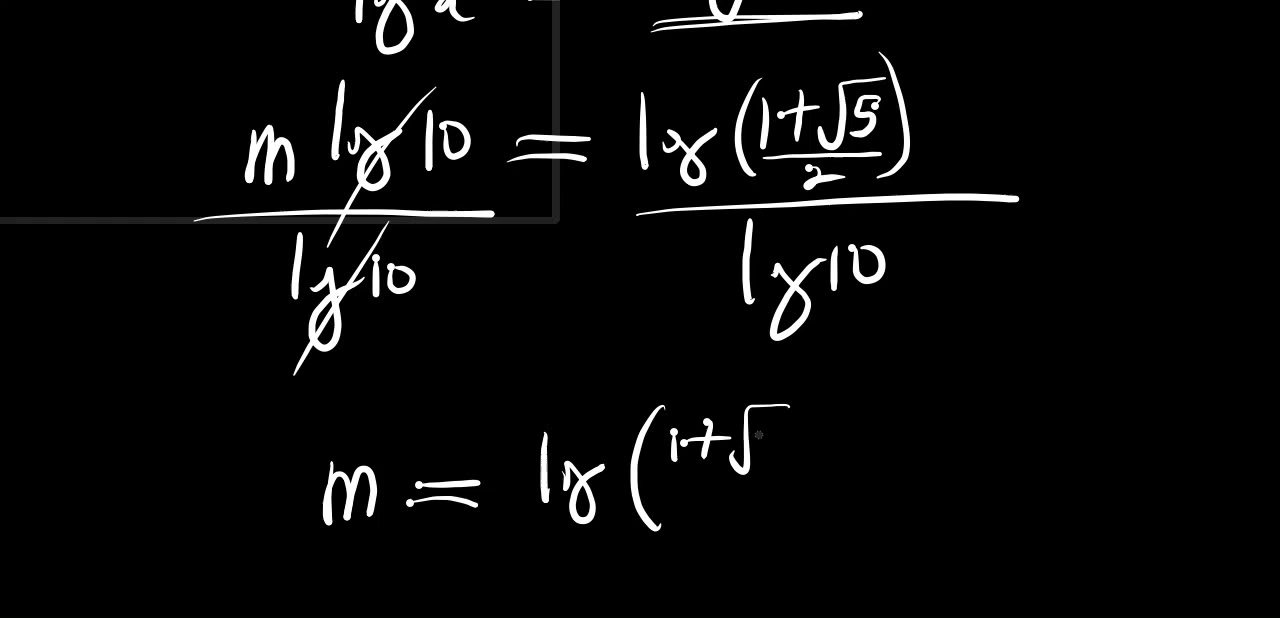 m lg 10 = lg (1+√5 / 2)
lg 10 lg 10
m = lg (1+√